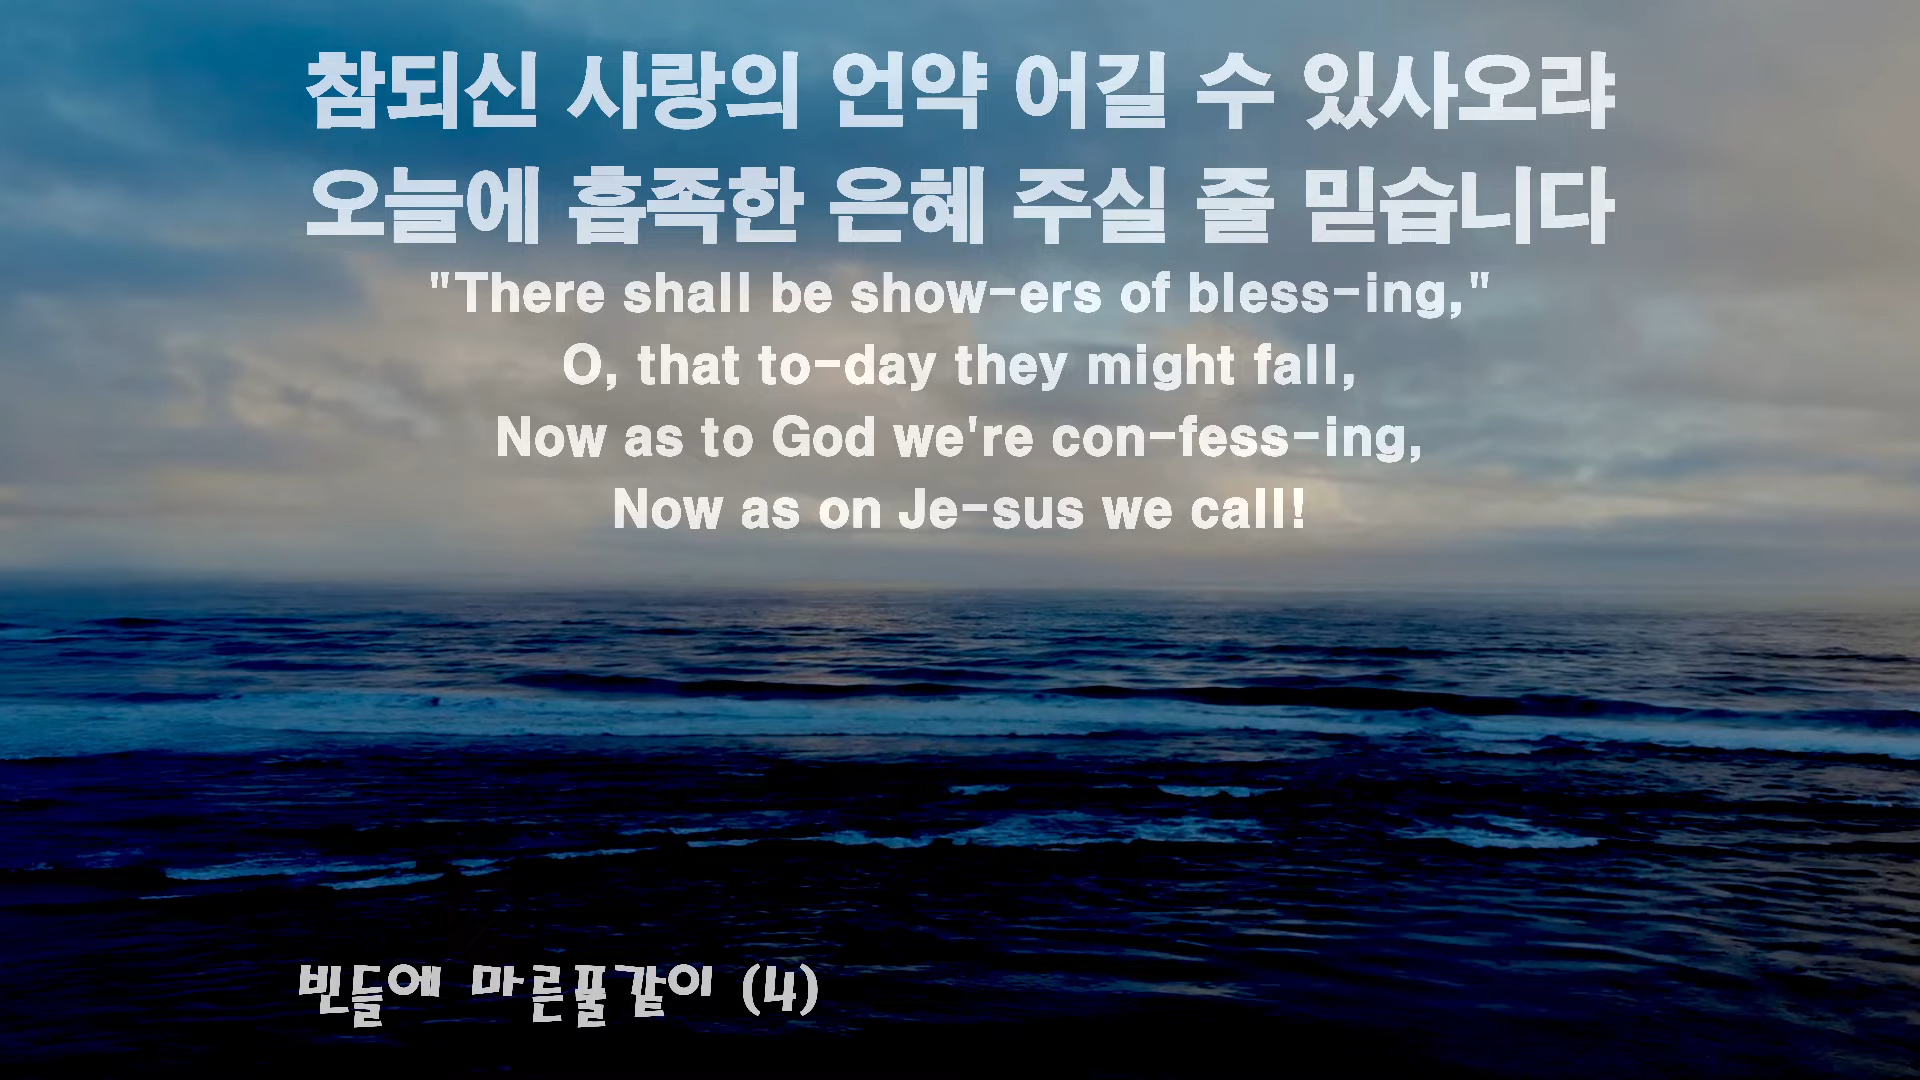 참되신 사랑의 언약 어길 수 있사오랴
오늘에 흡족한 은혜 주실 줄 믿습니다
"There shall be show-ers of bless-ing,"
O, that to-day they might fall,
Now as to God we're con-fess-ing,
Now as on Je-sus we call!
빈들에 마른풀같이 (4)